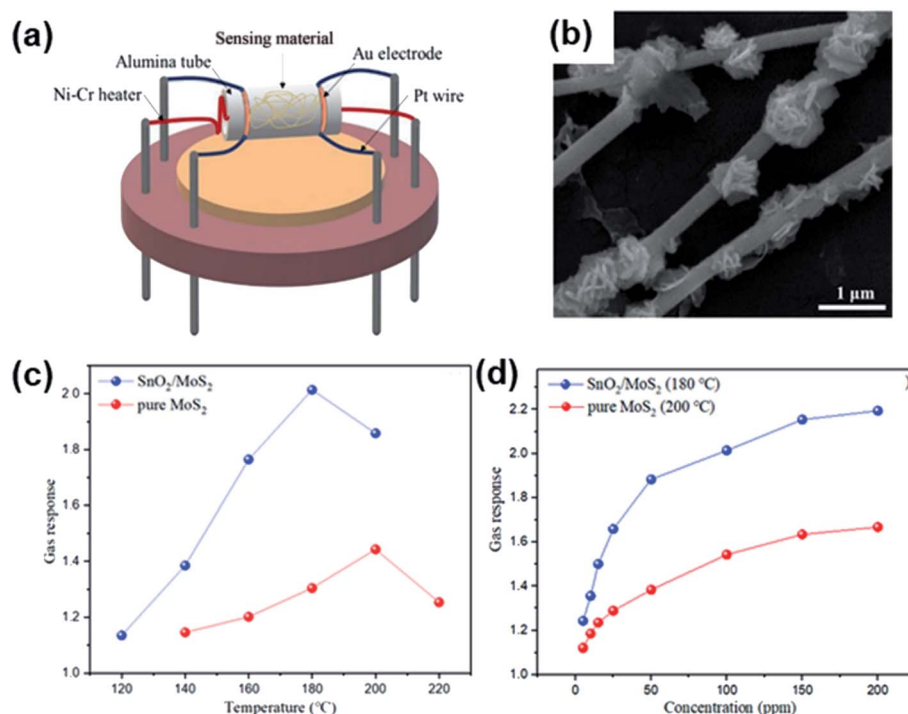 (a)
Sensing material
Alumina tube
Au electrode
Ni-Cr heater
Pt wire
(b)
1 μm
(c)
SnO₂/MoS₂
pure MoS₂
Gas response
2.0
1.8
1.6
1.4
1.2
1.0
120 140 160 180 200 220
Temperature (℃)
(d)
SnO₂/MoS₂ (180 ℃)
pure MoS₂ (200 ℃)
)
Gas response
2.2
2.0
1.8
1.6
1.4
1.2
1.0
0 50 100 150 200
Concentration (ppm)